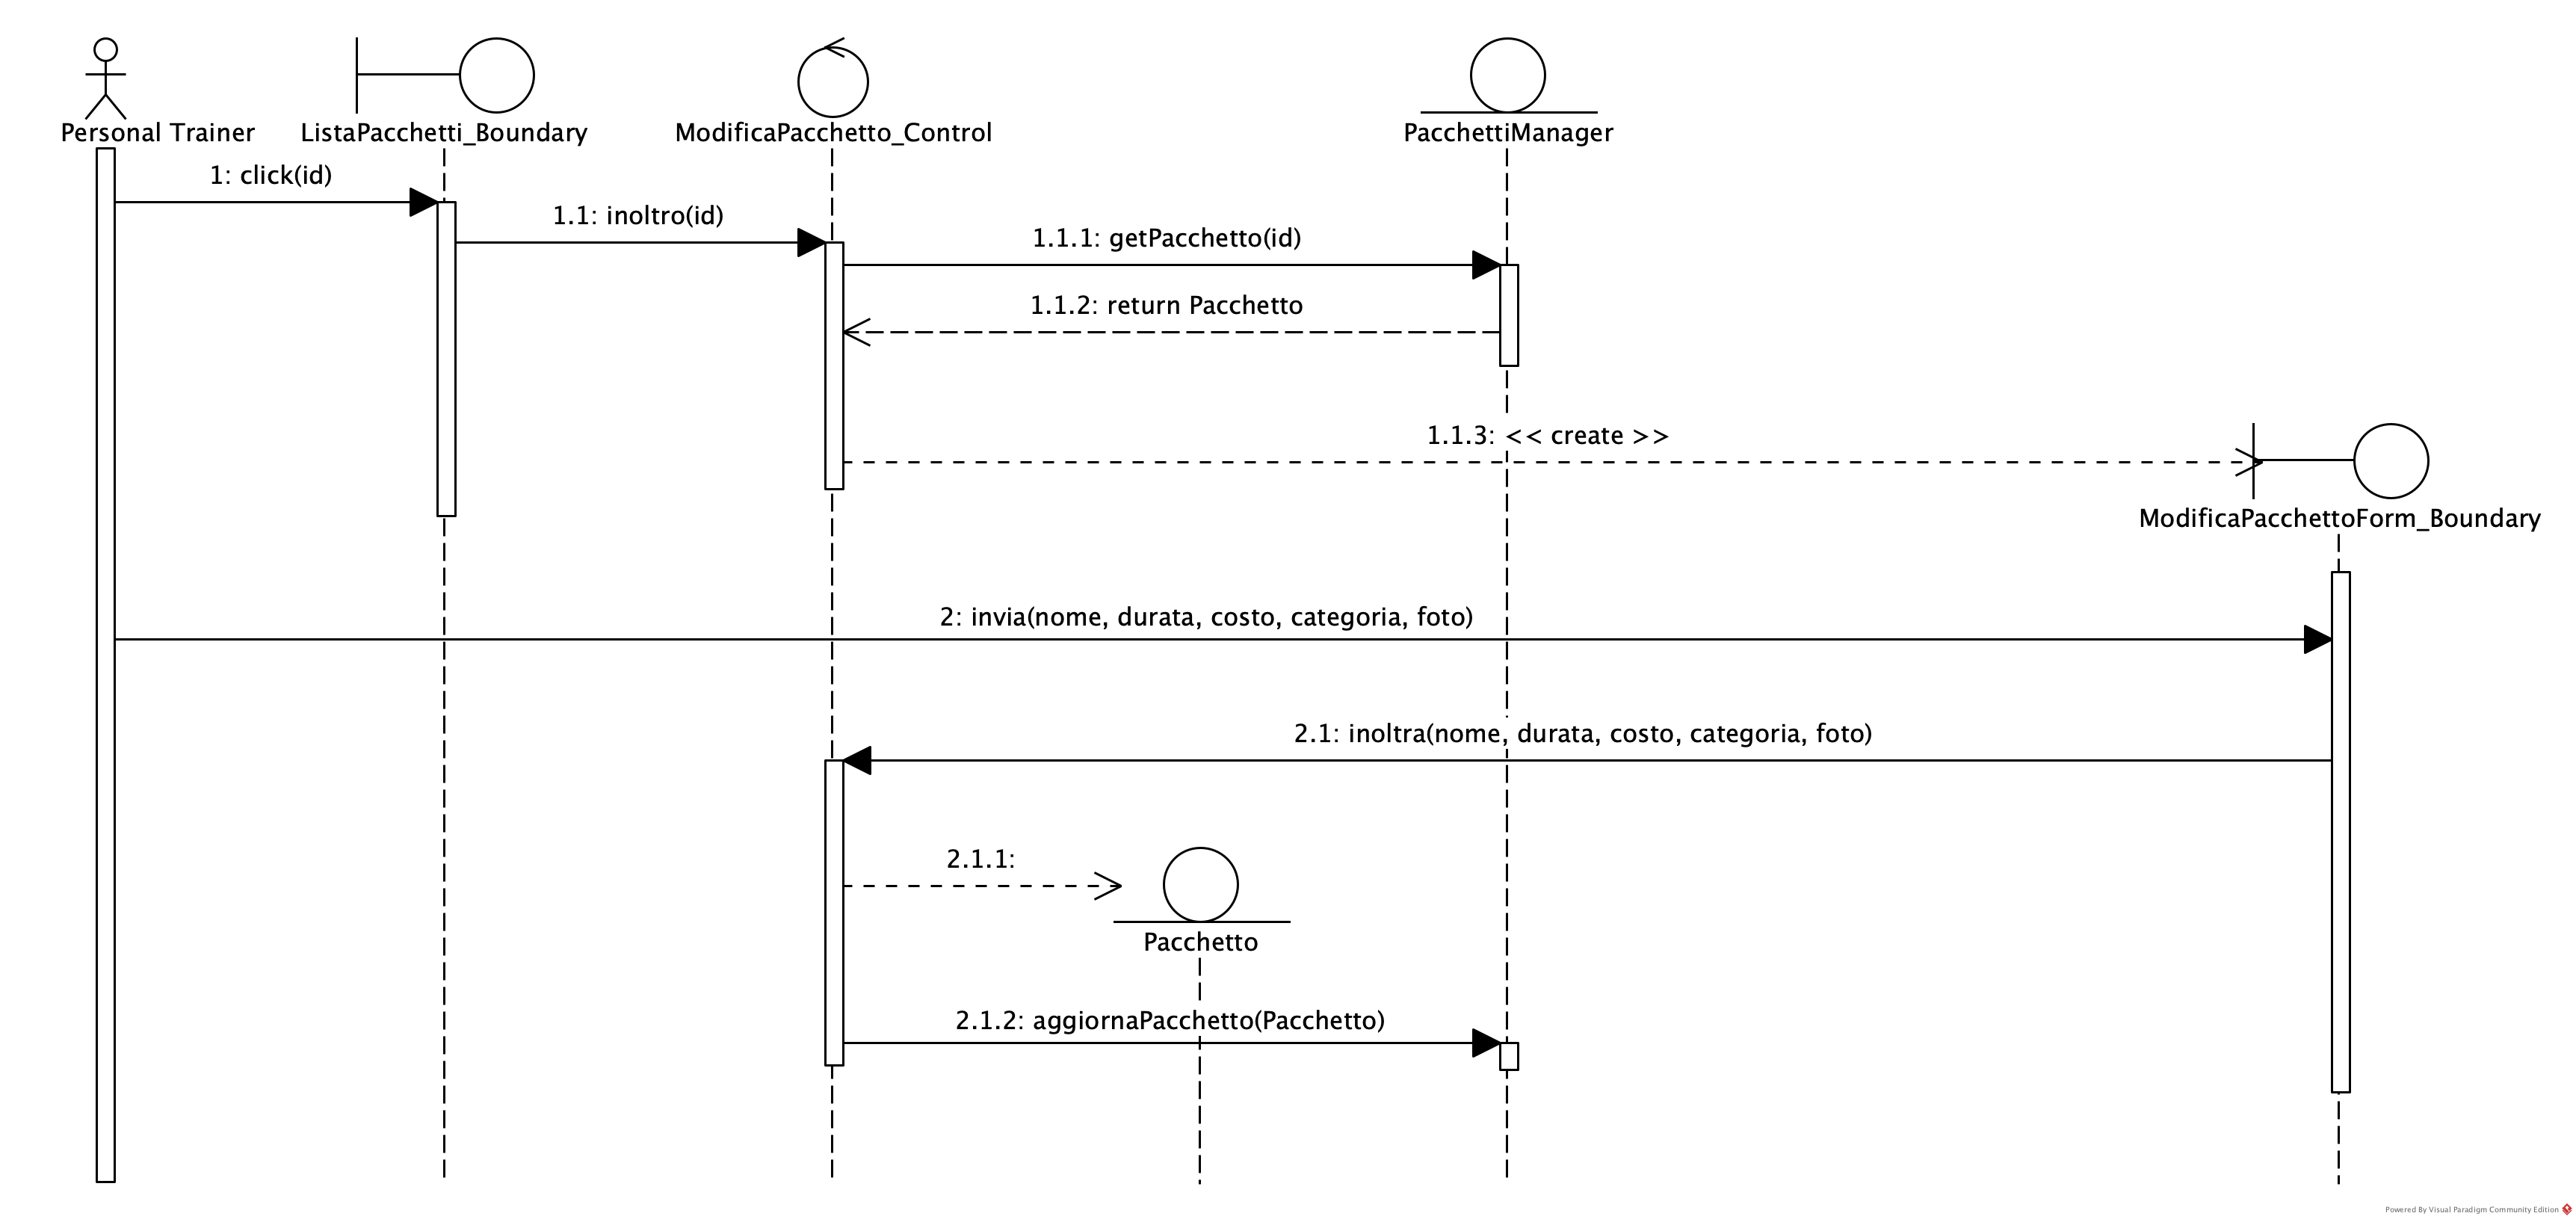 Personal Trainer
ListaPacchetti_Boundary
ModificaPacchetto_Control
PacchettiManager
1: click(id)
1.1: inoltro(id)
1.1.1: getPacchetto(id)
1.1.2: return Pacchetto
1.1.3: << create >>
ModificaPacchettoForm_Boundary
2: invia(nome, durata, costo, categoria, foto)
2.1: inoltra(nome, durata, costo, categoria, foto)
2.1.1:
Pacchetto
2.1.2: aggiornaPacchetto(Pacchetto)
Powered By Visual Paradigm Community Edition